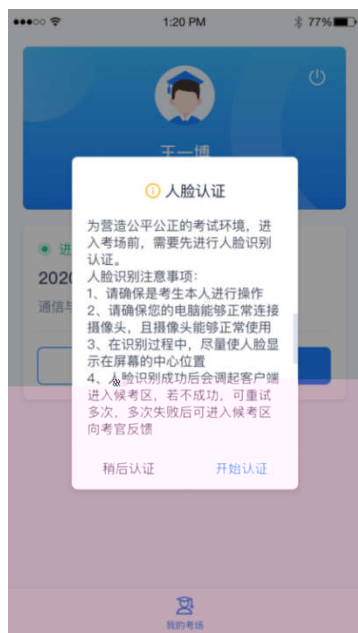 1:20 PM
77%
王一博
人脸认证
为营造公平公正的考试环境，进
入考场前，需要先进行人脸识别
认证。
人脸识别注意事项：
1、请确保是考生本人进行操作
2、请确保您的电脑能够正常连接
摄像头，且摄像头能够正常使用
3、在识别过程中，尽量使人脸显
示在屏幕的中心位置
4、人脸识别成功后会调起客户端
进入候考区，若不成功，可重试
多次，多次失败后可进入候考区
向考官反馈
稍后认证
开始认证
进
2020
通信与
我的考场